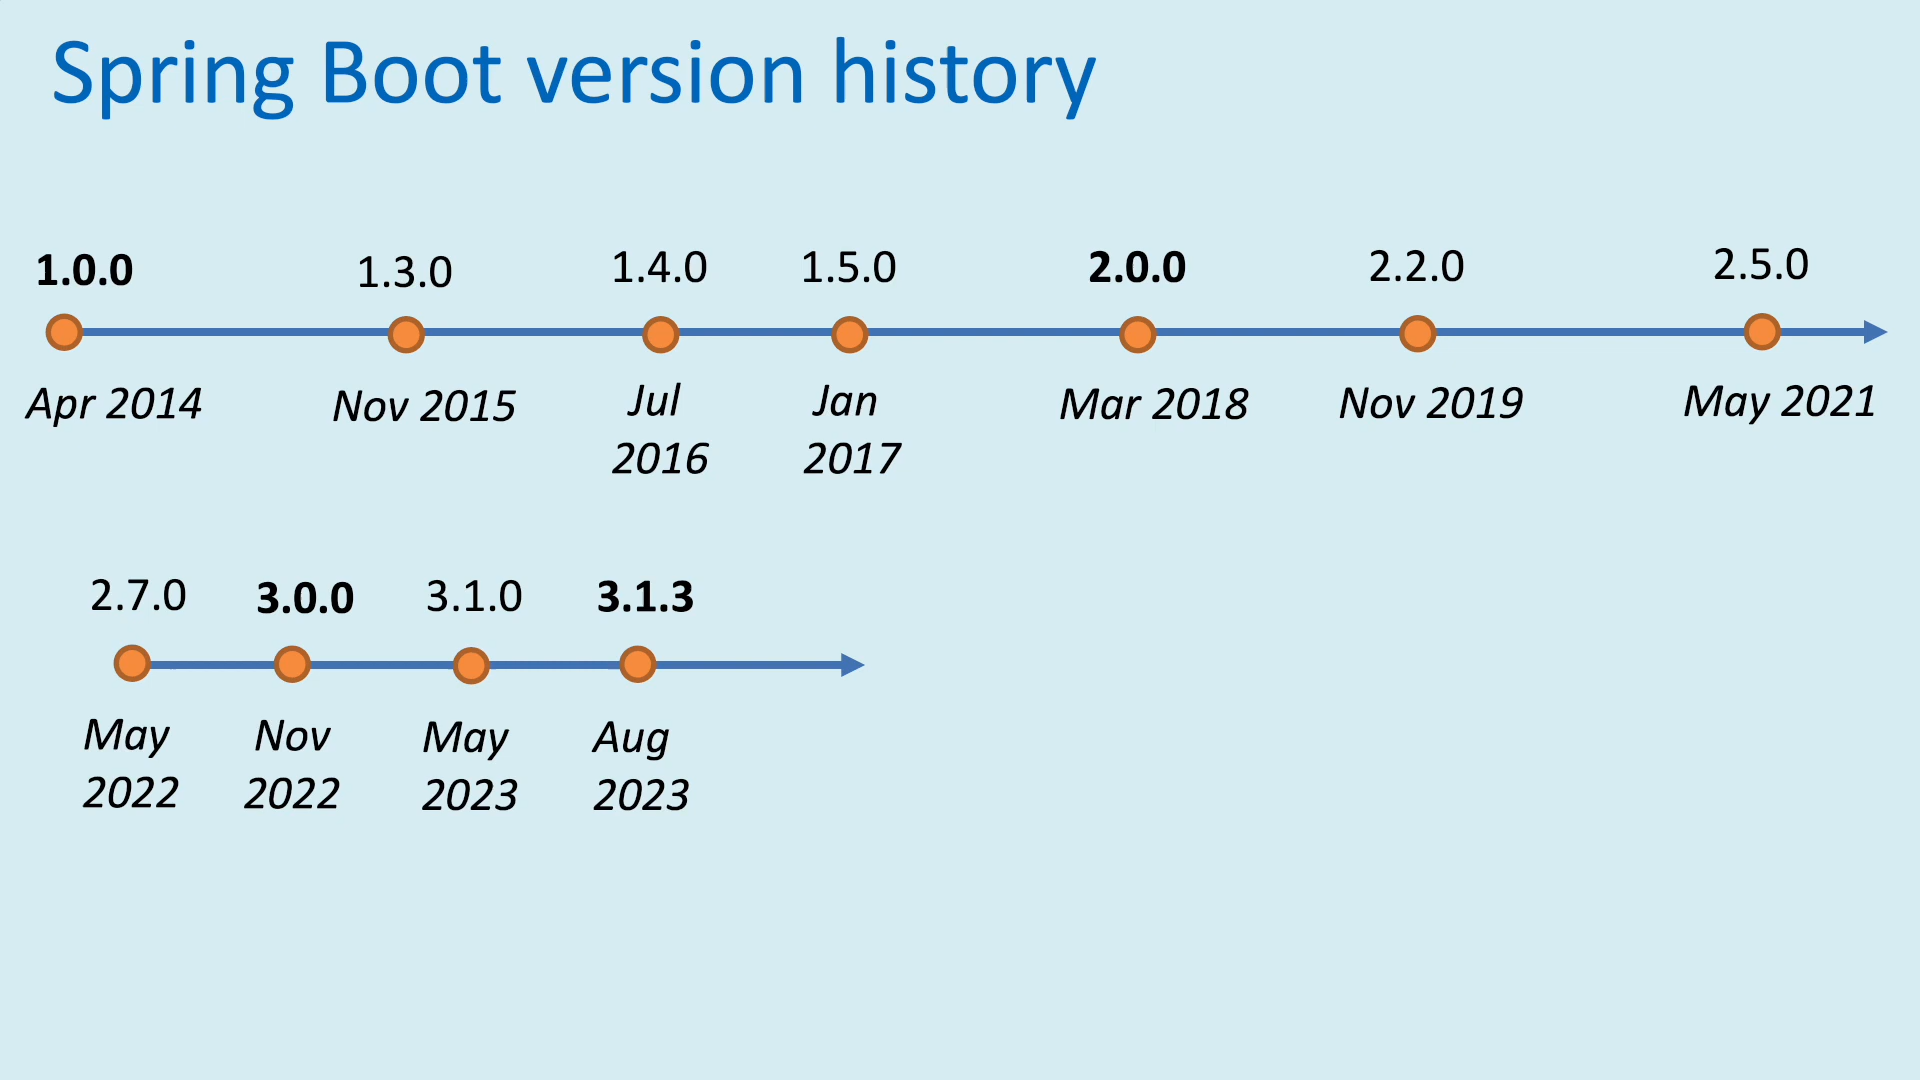 Spring Boot version history
1.0.0 1.3.0 1.4.0 1.5.0 2.0.0 2.2.0 2.5.0
Apr 2014 Nov 2015 Jul Jan Mar 2018 Nov 2019 May 2021
2016 2017
2.7.0 3.0.0 3.1.0 3.1.3
May Nov May Aug
2022 2022 2023 2023